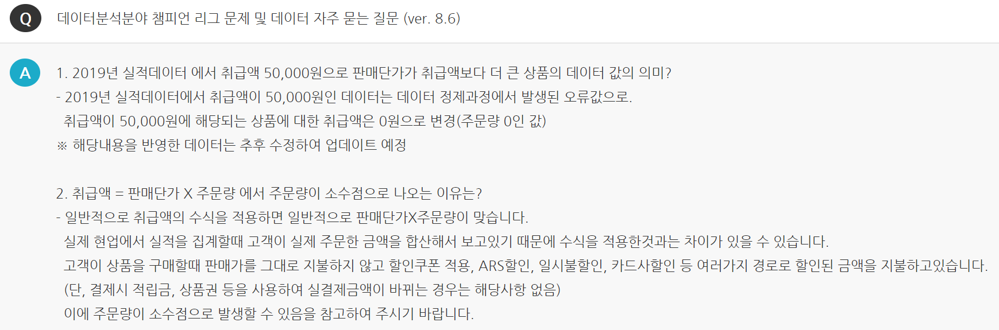 Q 데이터분석분야 챔피언 리그 문제 및 데이터 자주 묻는 질문 (ver. 8.6)
A 1. 2019년 실적데이터 에서 취급액 50,000원으로 판매단가가 취급액보다 더 큰 상품의 데이터 값의 의미?
- 2019년 실적데이터에서 취급액이 50,000원인 데이터는 데이터 정제과정에서 발생된 오류값으로.
취급액이 50,000원에 해당되는 상품에 대한 취급액은 0원으로 변경(주문량 0인 값)
※ 해당내용을 반영한 데이터는 추후 수정하여 업데이트 예정
2. 취급액 = 판매단가 X 주문량 에서 주문량이 소수점으로 나오는 이유는?
- 일반적으로 취급액의 수식을 적용하면 일반적으로 판매단가X주문량이 맞습니다.
실제 현업에서 실적을 집계할때 고객이 실제 주문한 금액을 합산해서 보고있기 때문에 수식을 적용한것과는 차이가 있을 수 있습니다.
고객이 상품을 구매할때 판매가를 그대로 지불하지 않고 할인쿠폰 적용, ARS할인, 일시불할인, 카드사할인 등 여러가지 경로로 할인된 금액을 지불하고있습니다.
(단, 결제시 적립금, 상품권 등을 사용하여 실결제금액이 바뀌는 경우는 해당사항 없음)
이에 주문량이 소수점으로 발생할 수 있음을 참고하여 주시기 바랍니다.